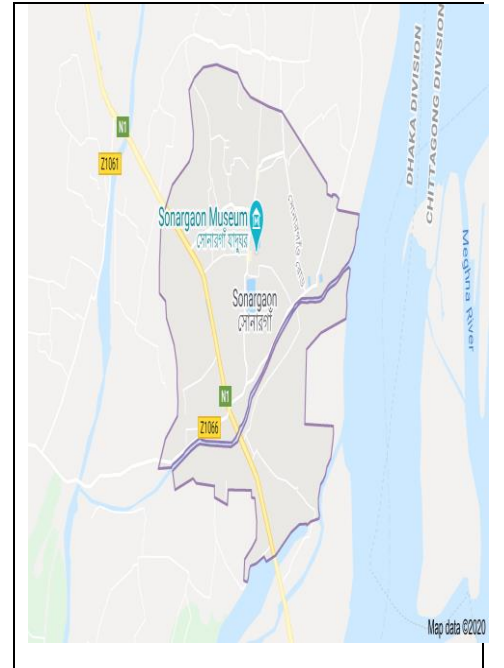 DHAKA DIVISION
CHITTAGONG DIVISION
N1
Z1061
Meghna River
Sonargaon Museum
সোনারগাঁ যাদুঘর
Sonargaon
সোনারগাঁ
N1
Z1066
Map data ©2020